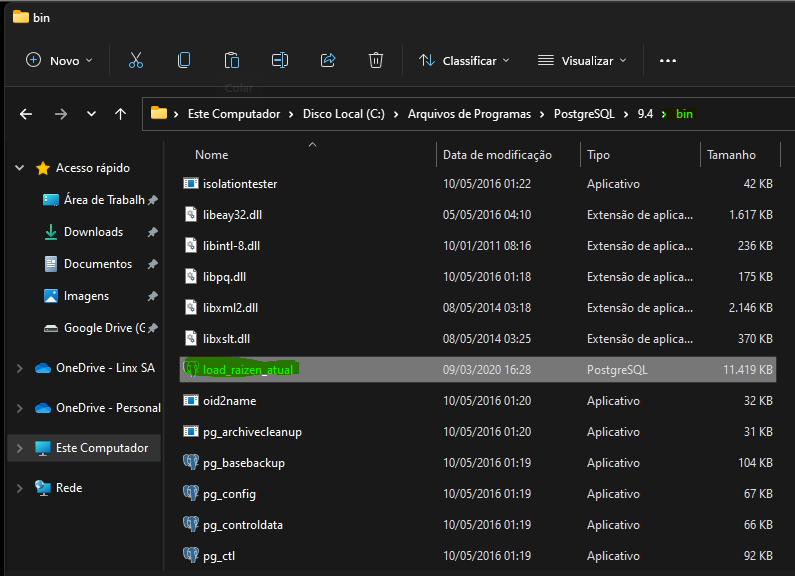 bin
Novo
Classificar
Visualizar
Colar
Este Computador > Disco Local (C:) > Arquivos de Programas > PostgreSQL > 9.4 > bin
Nome Data de modificação Tipo Tamanho
Acesso rápido
Área de Trabalh
Downloads
Documentos
Imagens
Google Drive (G
OneDrive - Linx SA
OneDrive - Personal
Este Computador
Rede
isolationtester 10/05/2016 01:22 Aplicativo 42 KB
libeay32.dll 05/05/2016 04:10 Extensão de aplica... 1.617 KB
libintl-8.dll 10/01/2011 08:16 Extensão de aplica... 236 KB
libpq.dll 10/05/2016 01:18 Extensão de aplica... 175 KB
libxml2.dll 08/05/2014 03:18 Extensão de aplica... 2.146 KB
libxslt.dll 08/05/2014 03:25 Extensão de aplica... 370 KB
load_raizen_atual 09/03/2020 16:28 PostgreSQL 11.419 KB
oid2name 10/05/2016 01:20 Aplicativo 32 KB
pg_archivecleanup 10/05/2016 01:20 Aplicativo 31 KB
pg_basebackup 10/05/2016 01:19 Aplicativo 104 KB
pg_config 10/05/2016 01:19 Aplicativo 67 KB
pg_controldata 10/05/2016 01:19 Aplicativo 66 KB
pg_ctl 10/05/2016 01:19 Aplicativo 92 KB